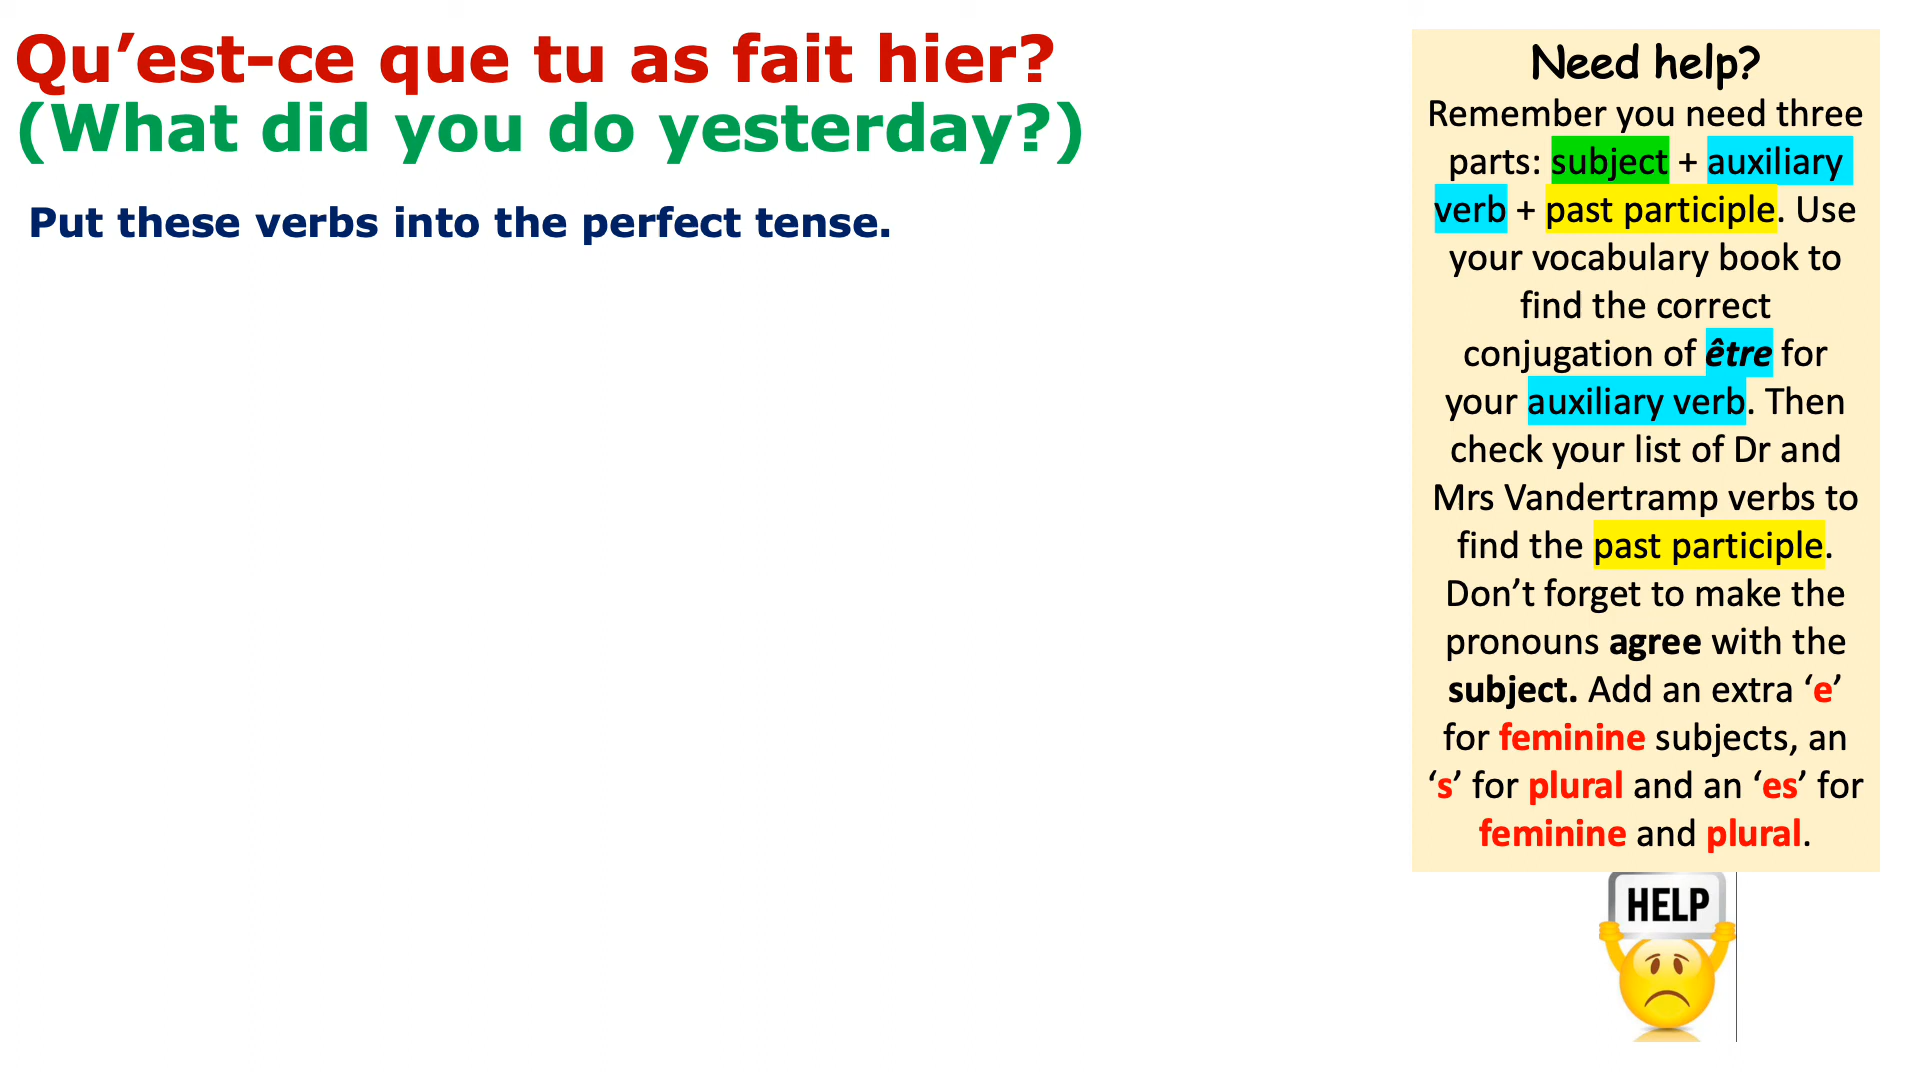 Qu’est-ce que tu as fait hier?
(What did you do yesterday?)
Put these verbs into the perfect tense.
Need help?
Remember you need three
parts: subject + auxiliary
verb + past participle. Use
your vocabulary book to
find the correct
conjugation of être for
your auxiliary verb. Then
check your list of Dr and
Mrs Vandertramp verbs to
find the past participle.
Don’t forget to make the
pronouns agree with the
subject. Add an extra ‘e’
for feminine subjects, an
‘s’ for plural and an ‘es’ for
feminine and plural.
HELP